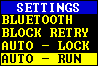 SETTINGS
BLUETOOTH
BLOCK RETRY
AUTO - LOCK
AUTO - RUN